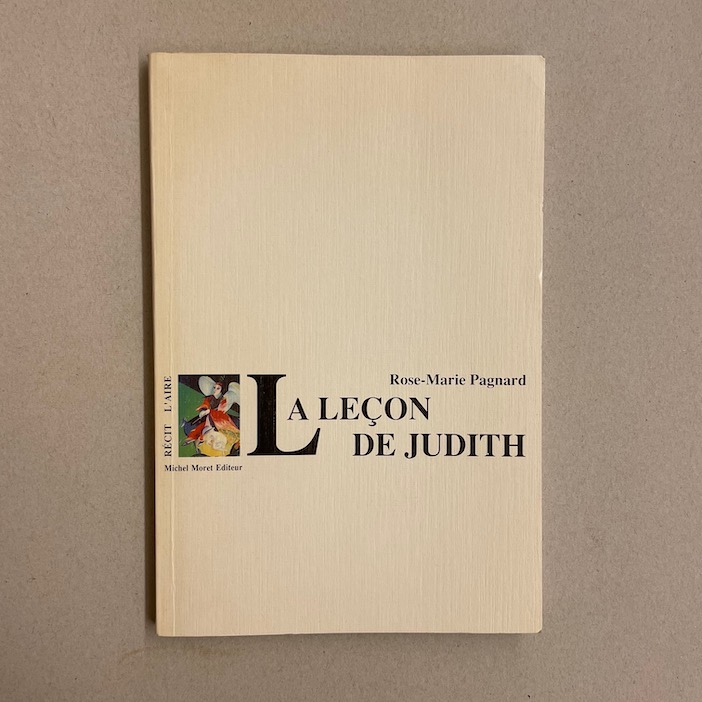 Rose-Marie Pagnard
LA LEÇON
DE JUDITH
RÉCIT L'AIRE
Michel Moret Editeur